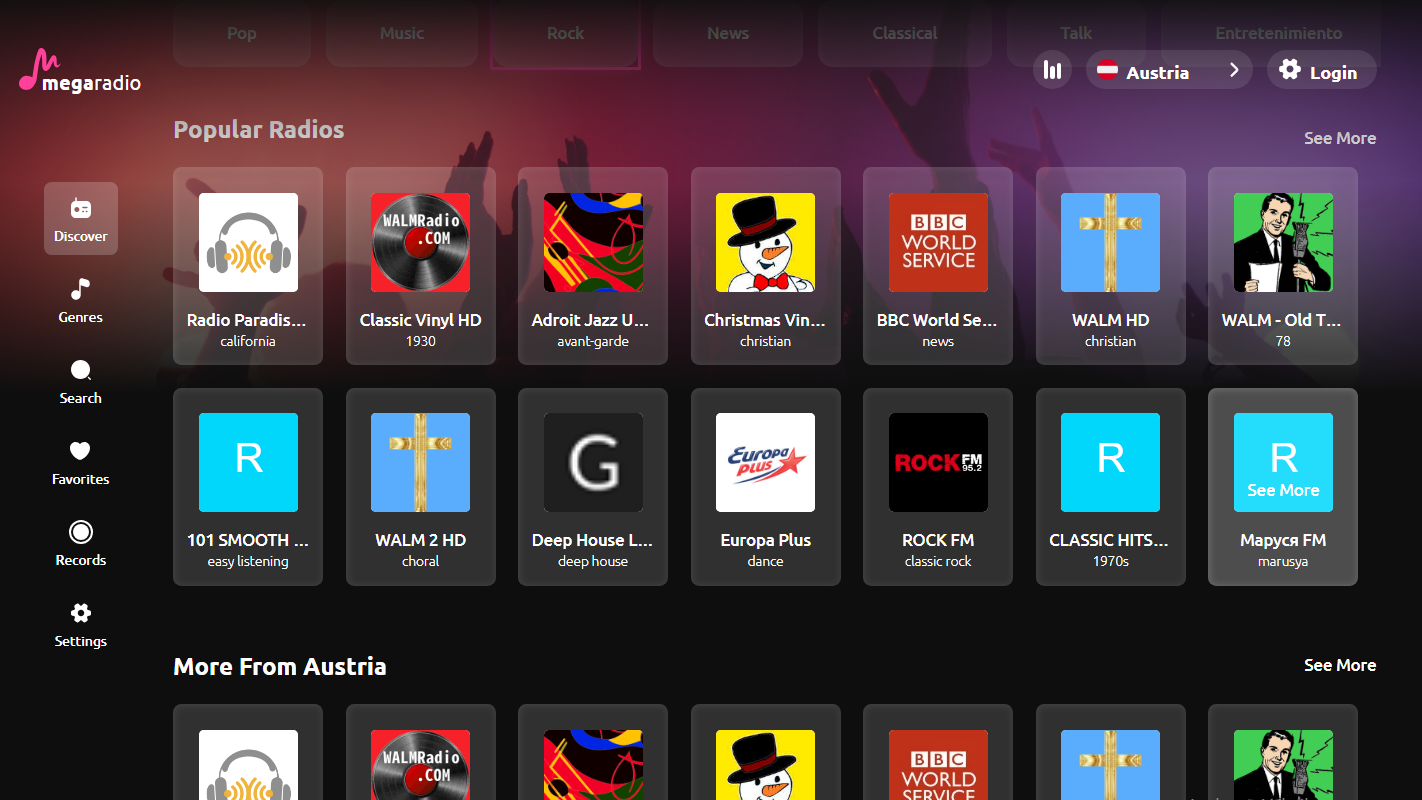 Pop
Music
Rock
News
Classical
Talk
Entretenimiento
megaradio
Austria
Login
Popular Radios
See More
Discover
Genres
Search
Favorites
Records
Settings
WALMRadio
.COM
BBC
WORLD
SERVICE
Radio Paradis...
Classic Vinyl HD
Adroit Jazz U...
Christmas Vin...
BBC World Se...
WALM HD
WALM - Old T...
california
1930
avant-garde
christian
news
christian
78
R
G
Europa
Plus
ROCK FM
95.2
R
R
See More
101 SMOOTH ...
WALM 2 HD
Deep House L...
Europa Plus
ROCK FM
CLASSIC HITS...
Маруся FM
easy listening
choral
deep house
dance
classic rock
1970s
marusya
More From Austria
See More
WALMRadio
.COM
BBC
WORLD
SERVICE